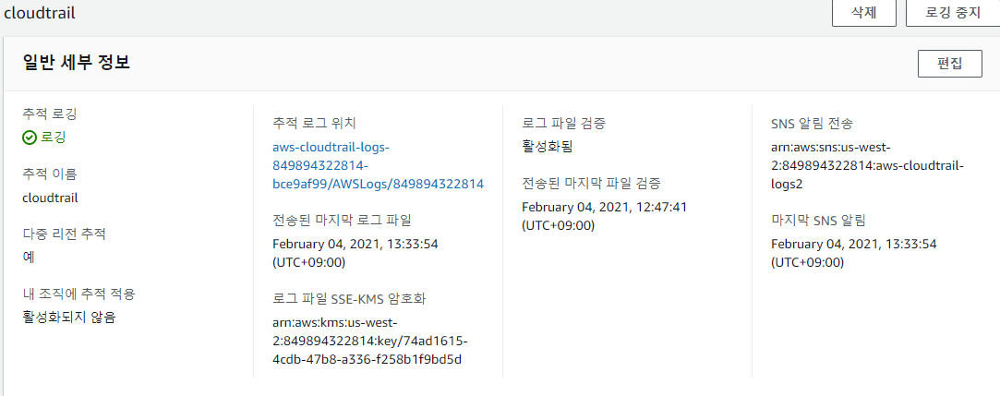 cloudtrail
삭제
로깅 중지
일반 세부 정보
편집
추적 로깅
로깅
추적 이름
cloudtrail
다중 리전 추적
예
내 조직에 추적 적용
활성화되지 않음
추적 로그 위치
aws-cloudtrail-logs-
849894322814-
bce9af99/AWSLogs/849894322814
전송된 마지막 로그 파일
February 04, 2021, 13:33:54
(UTC+09:00)
로그 파일 SSE-KMS 암호화
arn:aws:kms:us-west-
2:849894322814:key/74ad1615-
4cdb-47b8-a336-f258b1f9bd5d
로그 파일 검증
활성화됨
전송된 마지막 파일 검증
February 04, 2021, 12:47:41
(UTC+09:00)
SNS 알림 전송
arn:aws:sns:us-west-
2:849894322814:aws-cloudtrail-
logs2
마지막 SNS 알림
February 04, 2021, 13:33:54
(UTC+09:00)